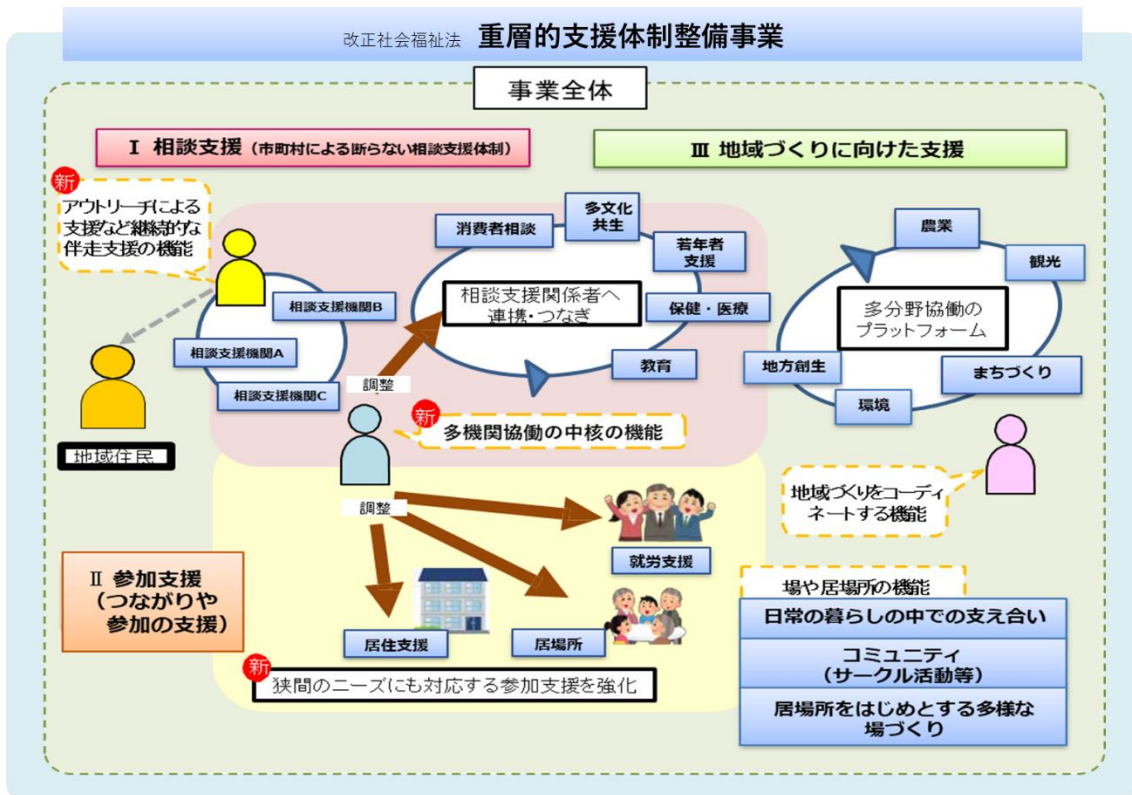 改正社会福祉法 重層的支援体制整備事業
事業全体
Ⅰ 相談支援（市町村による断らない相談支援体制）
新
アウトリーチによる
支援など継続的な
伴走支援の機能
相談支援機関B
相談支援機関A
相談支援機関C
地域住民
消費者相談
多文化
共生
若年者
支援
保健・医療
教育
相談支援関係者へ
連携・つなぎ
調整
新
多機関協働の中核の機能
調整
Ⅱ 参加支援
（つながりや
参加の支援）
就労支援
居住支援
居場所
新
狭間のニーズにも対応する参加支援を強化
Ⅲ 地域づくりに向けた支援
農業
観光
多分野協働の
プラットフォーム
地方創生
まちづくり
環境
地域づくりをコーディ
ネートする機能
場や居場所の機能
日常の暮らしの中での支え合い
コミュニティ
（サークル活動等）
居場所をはじめとする多様な
場づくり